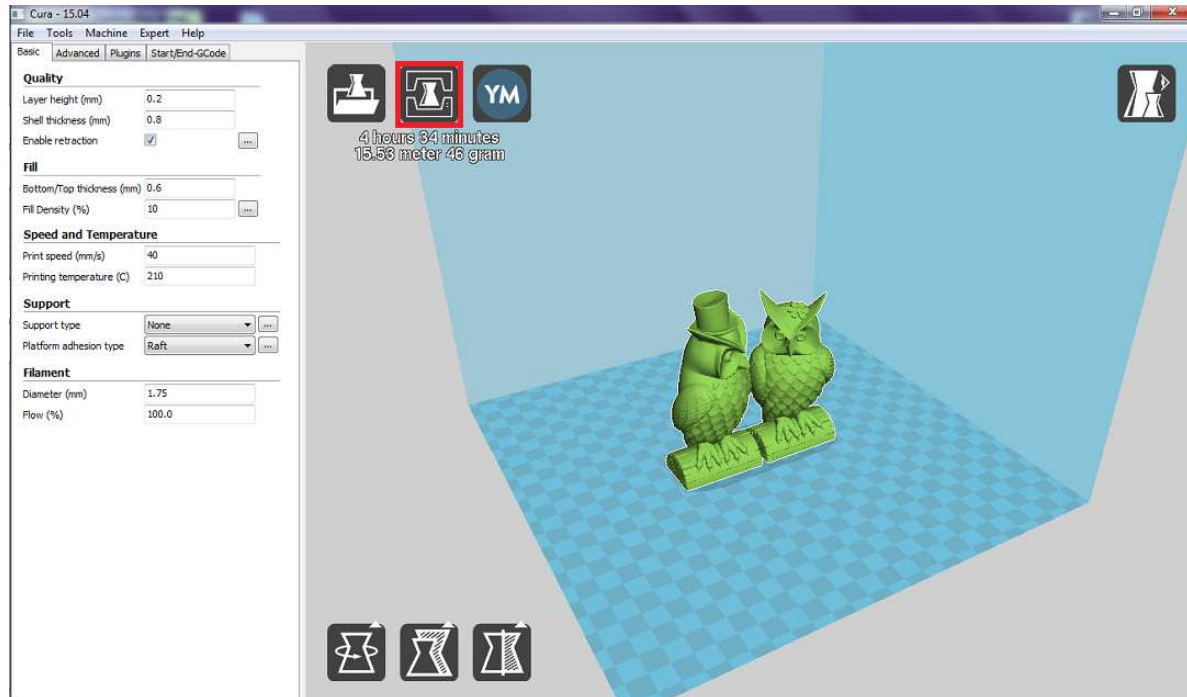 Cura - 15.04
File Tools Machine Expert Help
Basic Advanced Plugins Start/End-GCode
Quality
Layer height (mm) 0.2
Shell thickness (mm) 0.8
Enable retraction ...
Fill
Bottom/Top thickness (mm) 0.6
Fill Density (%) 10 ...
Speed and Temperature
Print speed (mm/s) 40
Printing temperature (C) 210
Support
Support type None ...
Platform adhesion type Raft ...
Filament
Diameter (mm) 1.75
Flow (%) 100.0
YM
4 hours 34 minutes
15.53 meter 46 gram